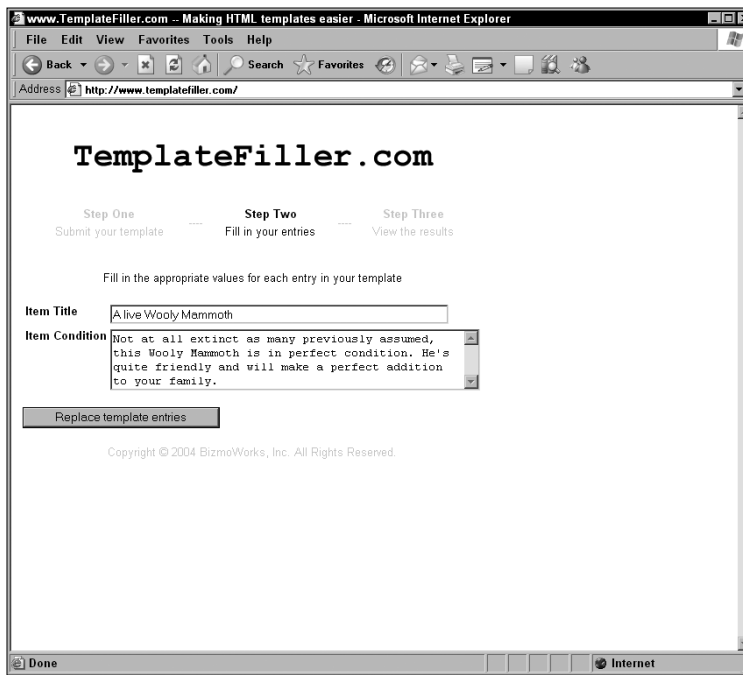 www.TemplateFiller.com -- Making HTML templates easier - Microsoft Internet Explorer
File Edit View Favorites Tools Help
Back Search Favorites
Address http://www.templatefiller.com/
TemplateFiller.com
Step One ---- Step Two ---- Step Three
Submit your template Fill in your entries View the results
Fill in the appropriate values for each entry in your template
Item Title A live Wooly Mammoth
Item Condition Not at all extinct as many previously assumed,
this Wooly Mammoth is in perfect condition. He's
quite friendly and will make a perfect addition
to your family.
Replace template entries
Copyright © 2004 BizmoWorks, Inc. All Rights Reserved.
Done Internet